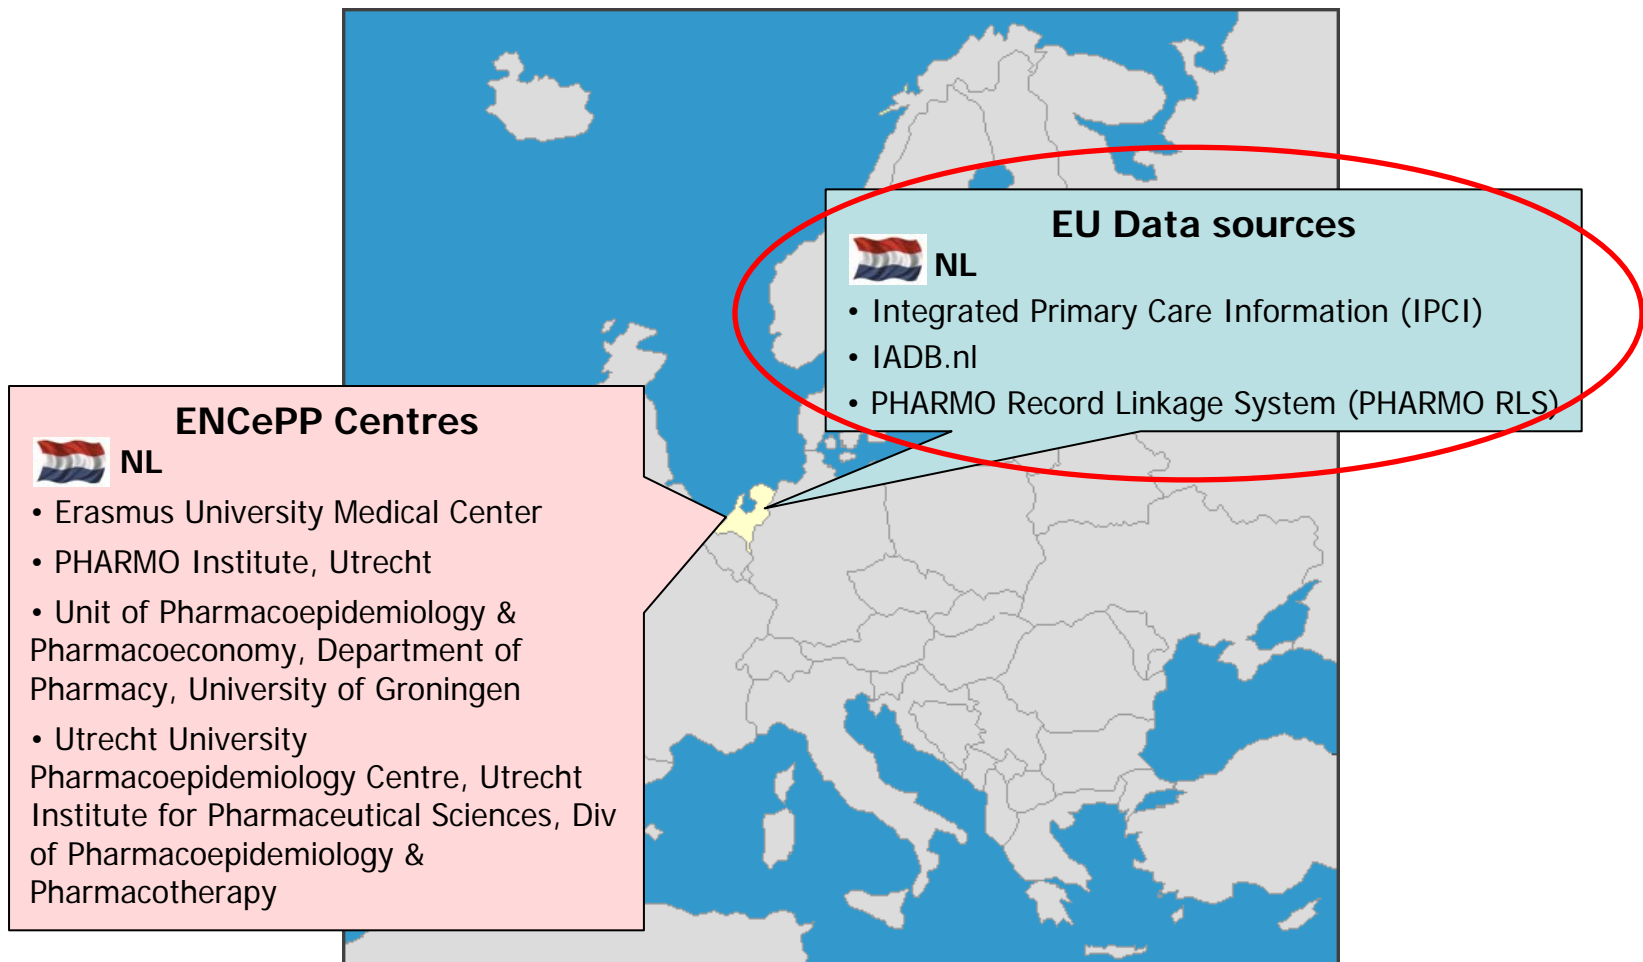 EU Data sources
NL
• Integrated Primary Care Information (IPCI)
• IADB.nl
• PHARMO Record Linkage System (PHARMO RLS)
ENCePP Centres
NL
• Erasmus University Medical Center
• PHARMO Institute, Utrecht
• Unit of Pharmacoepidemiology &
Pharmacoeconomy, Department of
Pharmacy, University of Groningen
• Utrecht University
Pharmacoepidemiology Centre, Utrecht
Institute for Pharmaceutical Sciences, Div
of Pharmacoepidemiology &
Pharmacotherapy